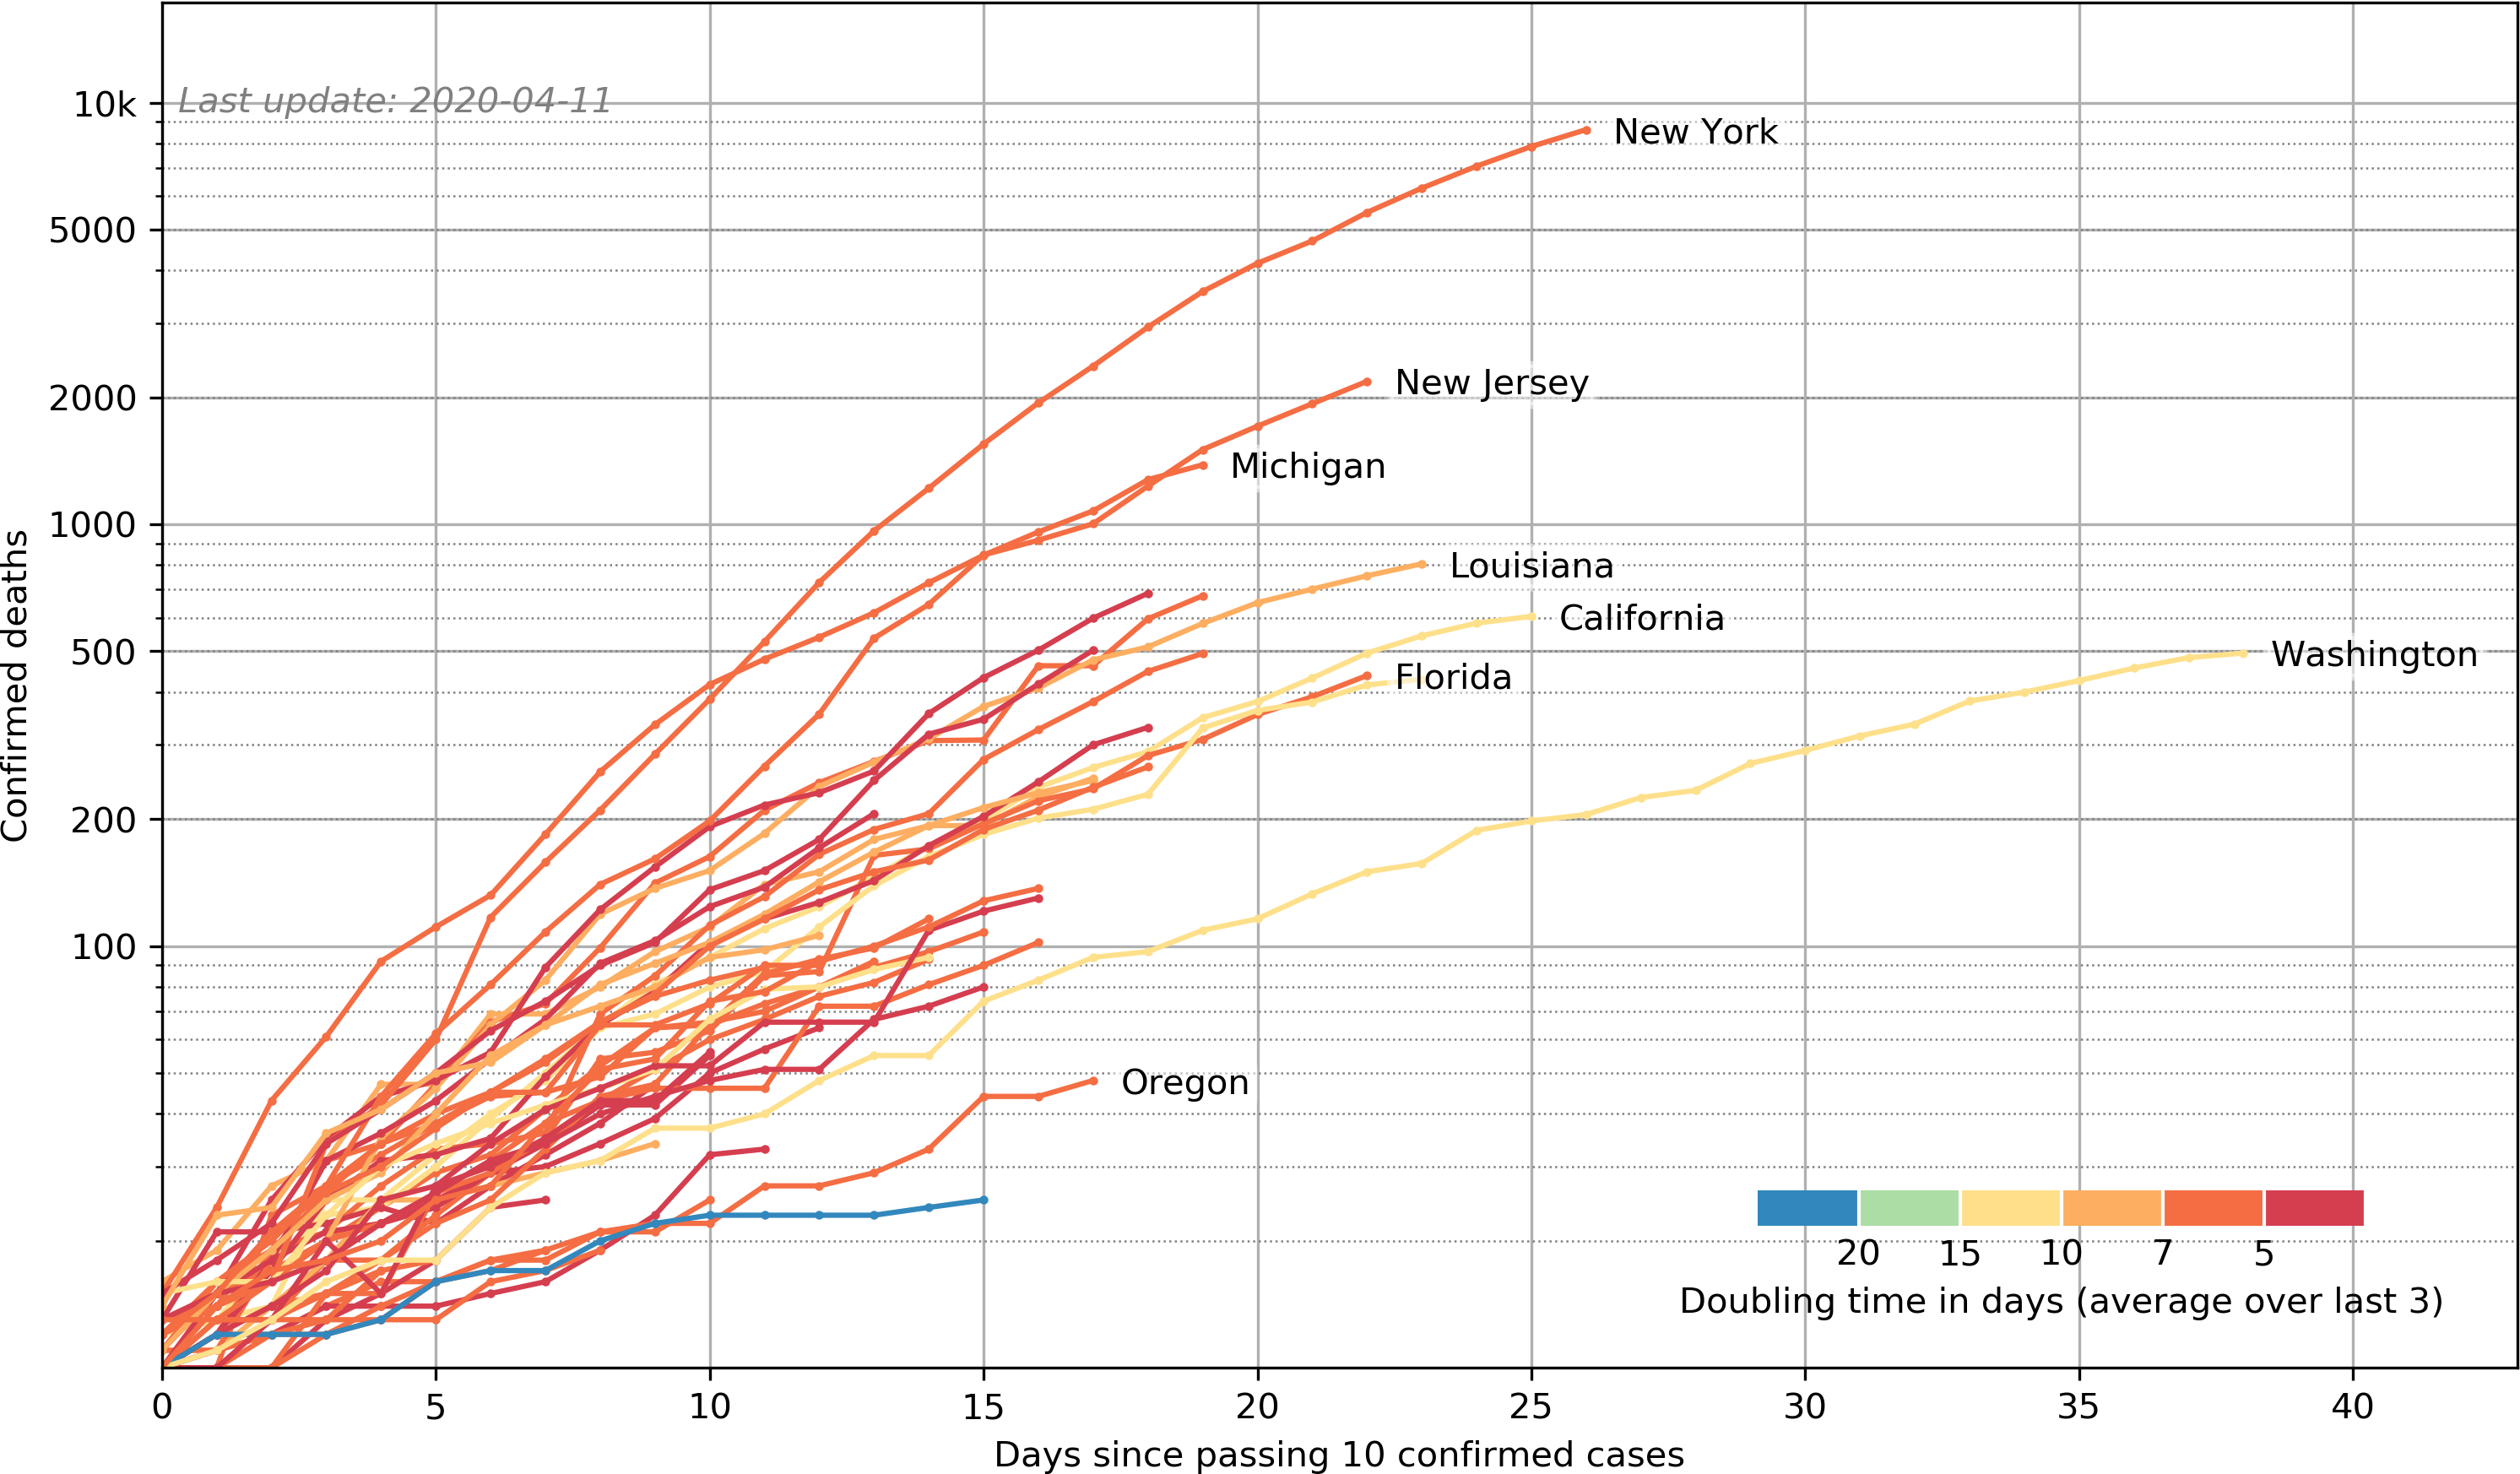 Last update: 2020-04-11
10k
5000
2000
1000
500
200
100
Confirmed deaths
New York
New Jersey
Michigan
Louisiana
California
Washington
Florida
Oregon
20 15 10 7 5
Doubling time in days (average over last 3)
0 5 10 15 20 25 30 35 40
Days since passing 10 confirmed cases